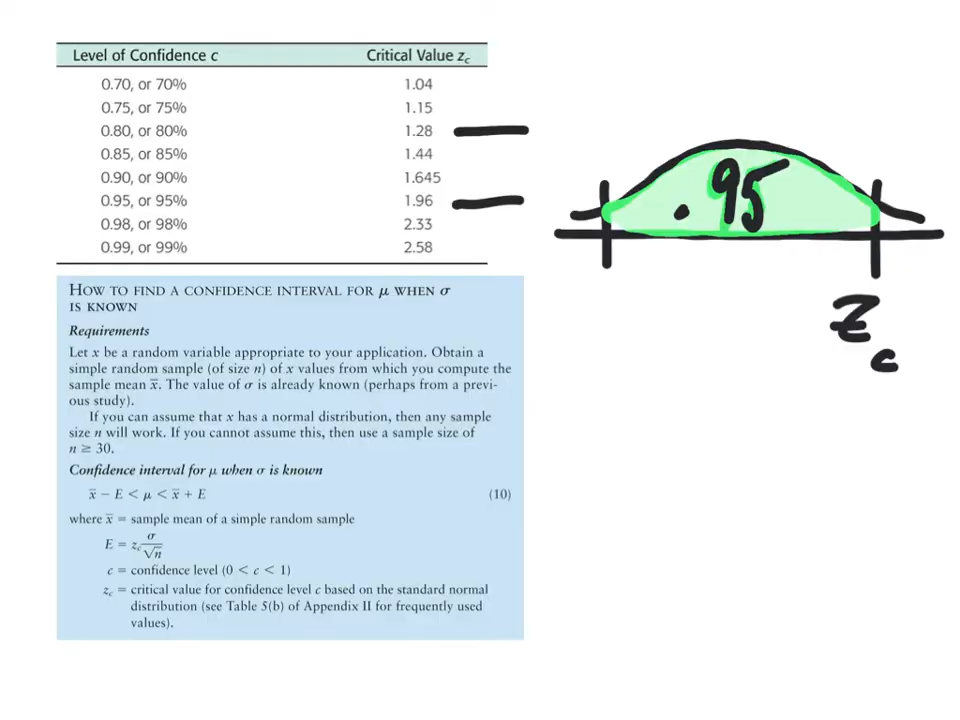 Level of Confidence c Critical Value z_c
0.70, or 70% 1.04
0.75, or 75% 1.15
0.80, or 80% 1.28
0.85, or 85% 1.44
0.90, or 90% 1.645
0.95, or 95% 1.96
0.98, or 98% 2.33
0.99, or 99% 2.58
.95
z_c
HOW TO FIND A CONFIDENCE INTERVAL FOR μ WHEN σ
IS KNOWN
Requirements
Let x be a random variable appropriate to your application. Obtain a
simple random sample (of size n) of x values from which you compute the
sample mean x̄. The value of σ is already known (perhaps from a previ-
ous study).
If you can assume that x has a normal distribution, then any sample
size n will work. If you cannot assume this, then use a sample size of
n ≥ 30.
Confidence interval for μ when σ is known
x̄ − E < μ < x̄ + E (10)
where x̄ = sample mean of a simple random sample
E = z_c σ/√n
c = confidence level (0 < c < 1)
z_c = critical value for confidence level c based on the standard normal
distribution (see Table 5(b) of Appendix II for frequently used
values).